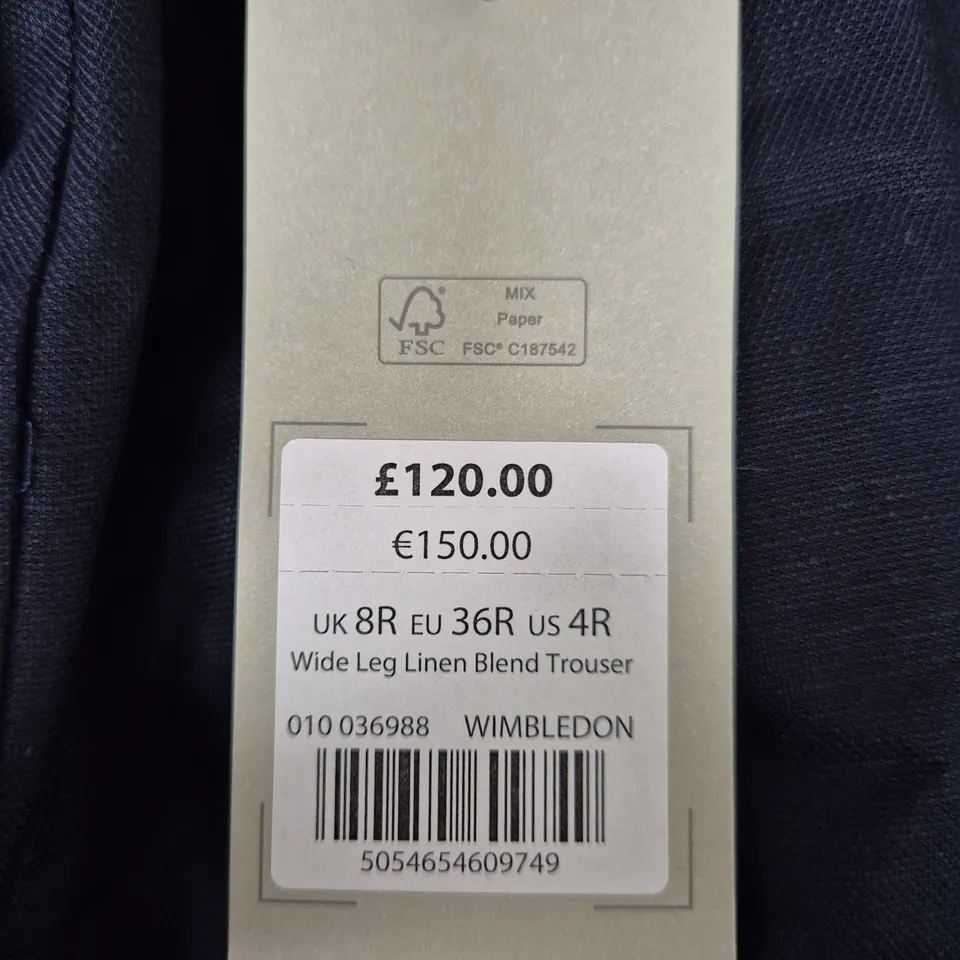 MIX
Paper
FSC® FSC® C187542
£120.00
€150.00
UK 8R EU 36R US 4R
Wide Leg Linen Blend Trouser
010 036988 WIMBLEDON
5054654609749